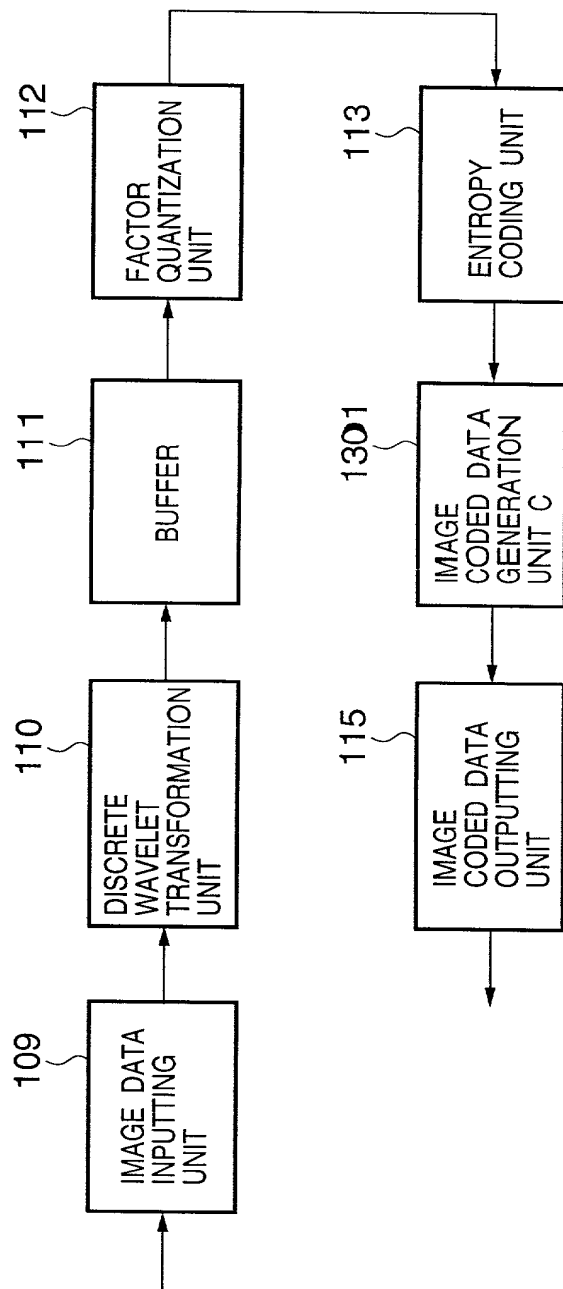 109
IMAGE DATA
INPUTTING
UNIT
110
DISCRETE
WAVELET
TRANSFORMATION
UNIT
111
BUFFER
112
FACTOR
QUANTIZATION
UNIT
113
ENTROPY
CODING UNIT
1301
IMAGE
CODED DATA
GENERATION
UNIT C
115
IMAGE
CODED DATA
OUTPUTTING
UNIT